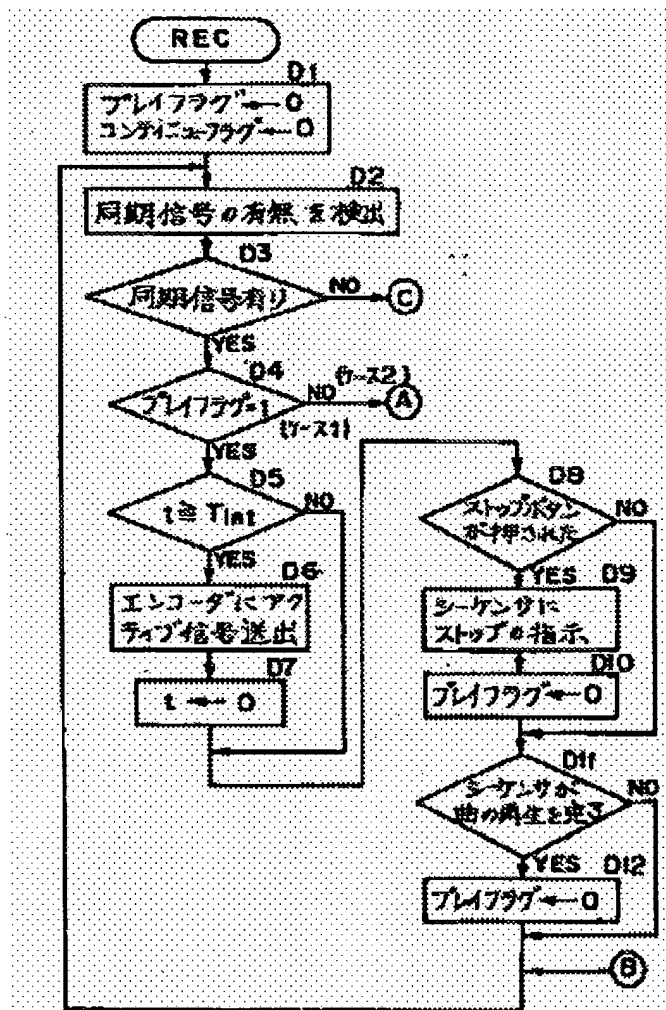 REC
D1
プレイフラグ←0
コンティニューフラグ←0
D2
同期信号の有無を検出
D3
同期信号有り
NO
C
YES
D4
プレイフラグ=1
NO
(ケース2)
A
(ケース1)
YES
D5
t≧Tint
NO
YES
D6
エンコーダにアク
ティブ信号送出
D7
t ← 0
D8
ストップボタン
が押された
NO
YES
D9
シーケンサに
ストップの指示
D10
プレイフラグ←0
D11
シーケンサが
曲の再生を完了
NO
YES
D12
プレイフラグ←0
B